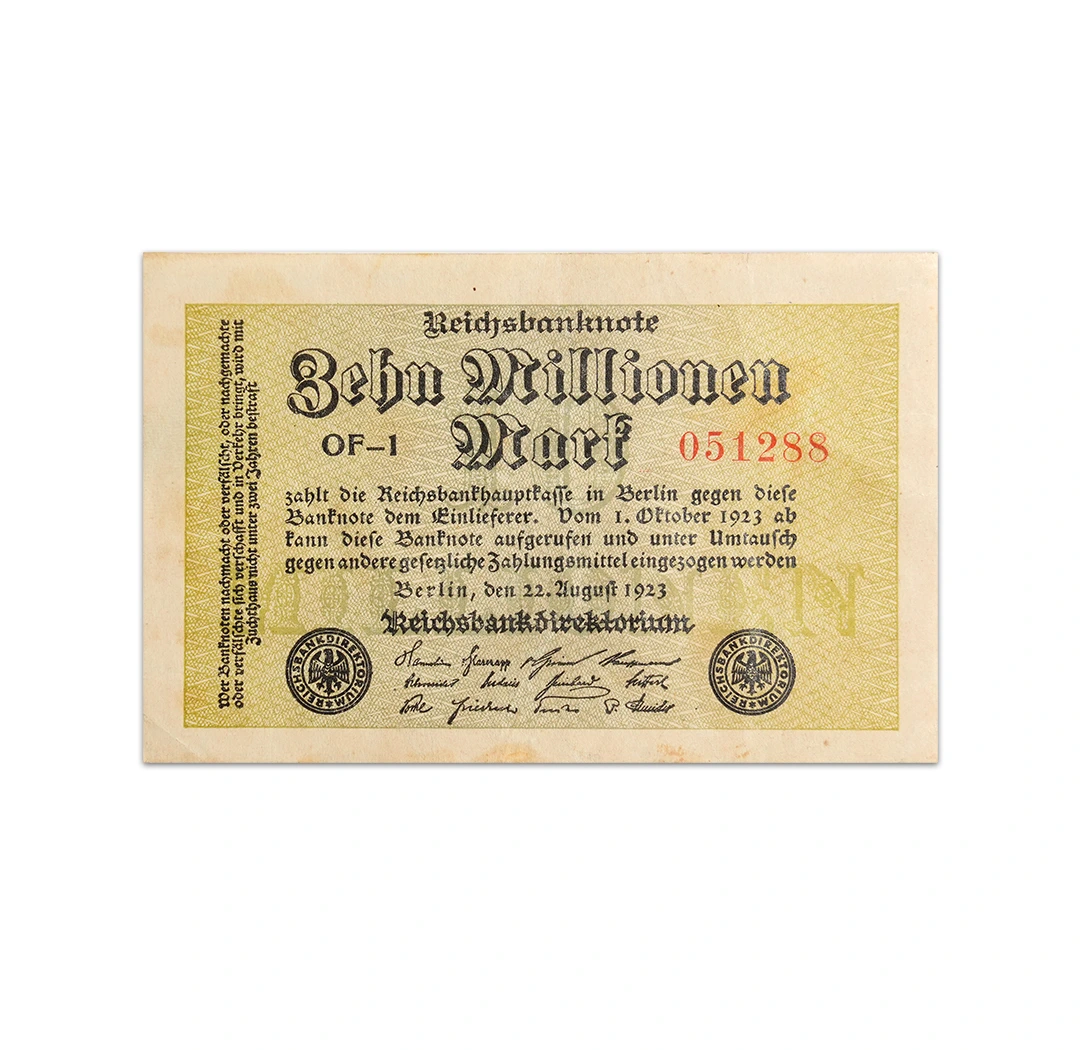 Reichsbanknote
Zehn Millionen
Mark
OF-1
051288
zahlt die Reichsbankhauptkasse in Berlin gegen diese
Banknote dem Einlieferer. Vom 1. Oktober 1923 ab
kann diese Banknote aufgerufen und unter Umtausch
gegen andere gesetzliche Zahlungsmittel eingezogen werden
Berlin, den 22. August 1923
Reichsbankdirektorium
REICHSBANKDIREKTORIUM
REICHSBANKDIREKTORIUM
Wer Banknoten nachmacht oder verfälscht, oder nachgemachte
oder verfälschte sich verschafft und in Verkehr bringt, wird mit
Zuchthaus nicht unter zwei Jahren bestraft